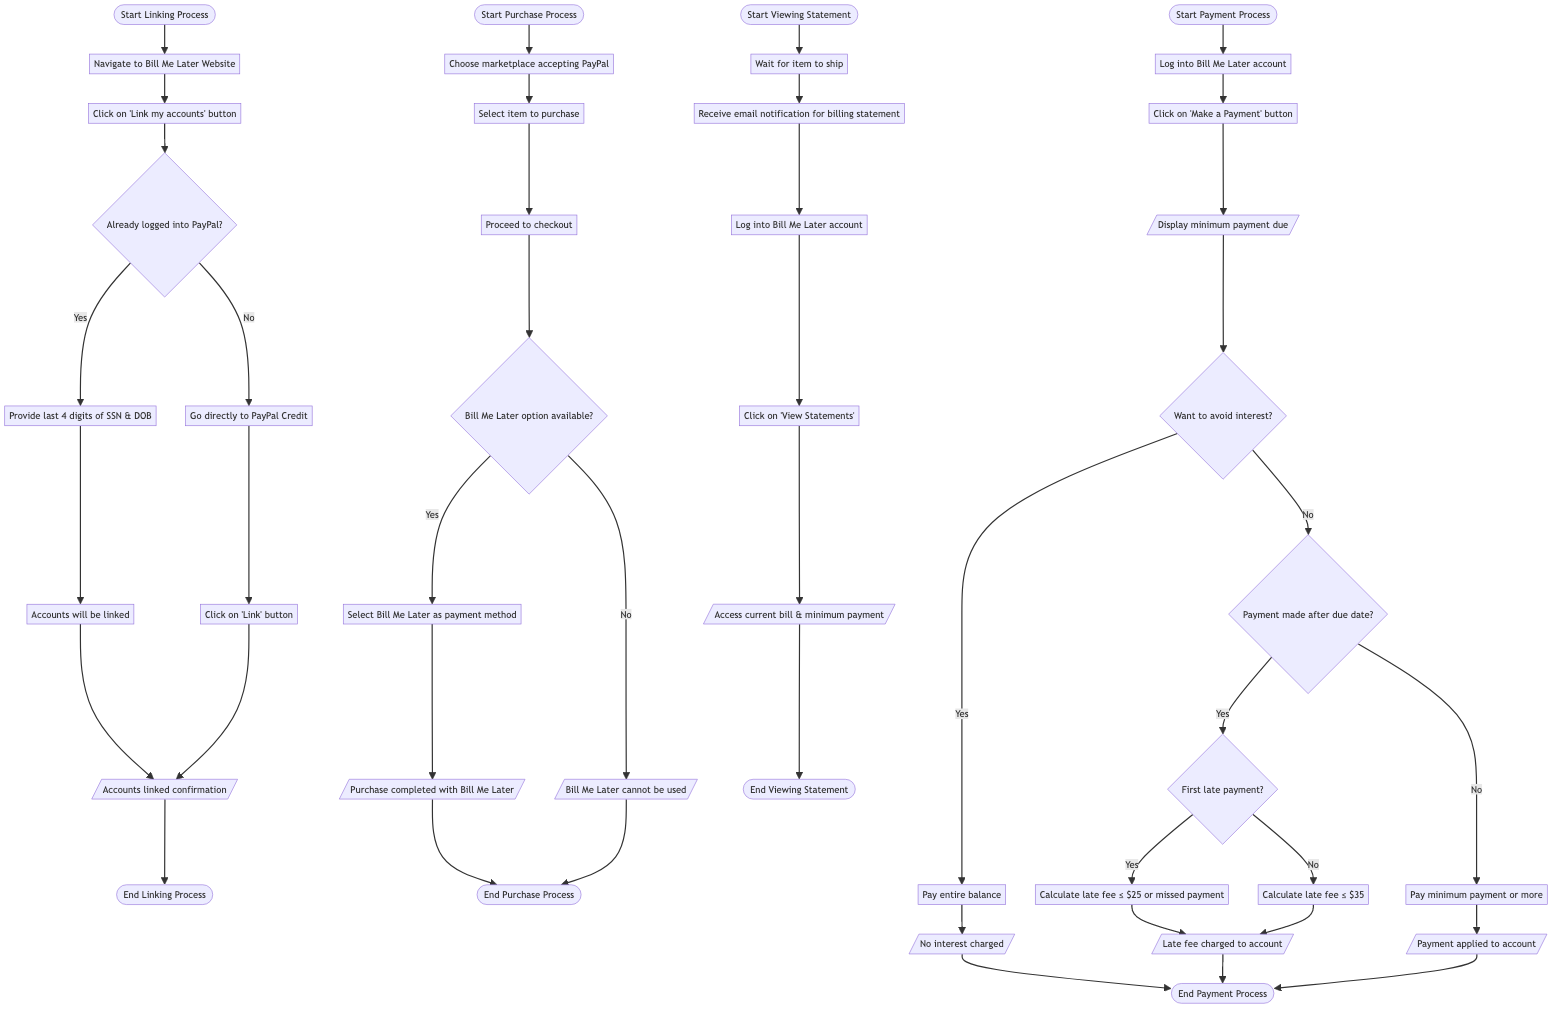 Start Linking Process
Navigate to Bill Me Later Website
Click on 'Link my accounts' button
Already logged into PayPal?
Yes
No
Provide last 4 digits of SSN & DOB
Go directly to PayPal Credit
Accounts will be linked
Click on 'Link' button
Accounts linked confirmation
End Linking Process
Start Purchase Process
Choose marketplace accepting PayPal
Select item to purchase
Proceed to checkout
Bill Me Later option available?
Yes
No
Select Bill Me Later as payment method
Purchase completed with Bill Me Later
Bill Me Later cannot be used
End Purchase Process
Start Viewing Statement
Wait for item to ship
Receive email notification for billing statement
Log into Bill Me Later account
Click on 'View Statements'
Access current bill & minimum payment
End Viewing Statement
Start Payment Process
Log into Bill Me Later account
Click on 'Make a Payment' button
Display minimum payment due
Want to avoid interest?
Yes
No
Payment made after due date?
Yes
No
First late payment?
Yes
No
Pay entire balance
Calculate late fee ≤ $25 or missed payment
Calculate late fee ≤ $35
Pay minimum payment or more
No interest charged
Late fee charged to account
Payment applied to account
End Payment Process